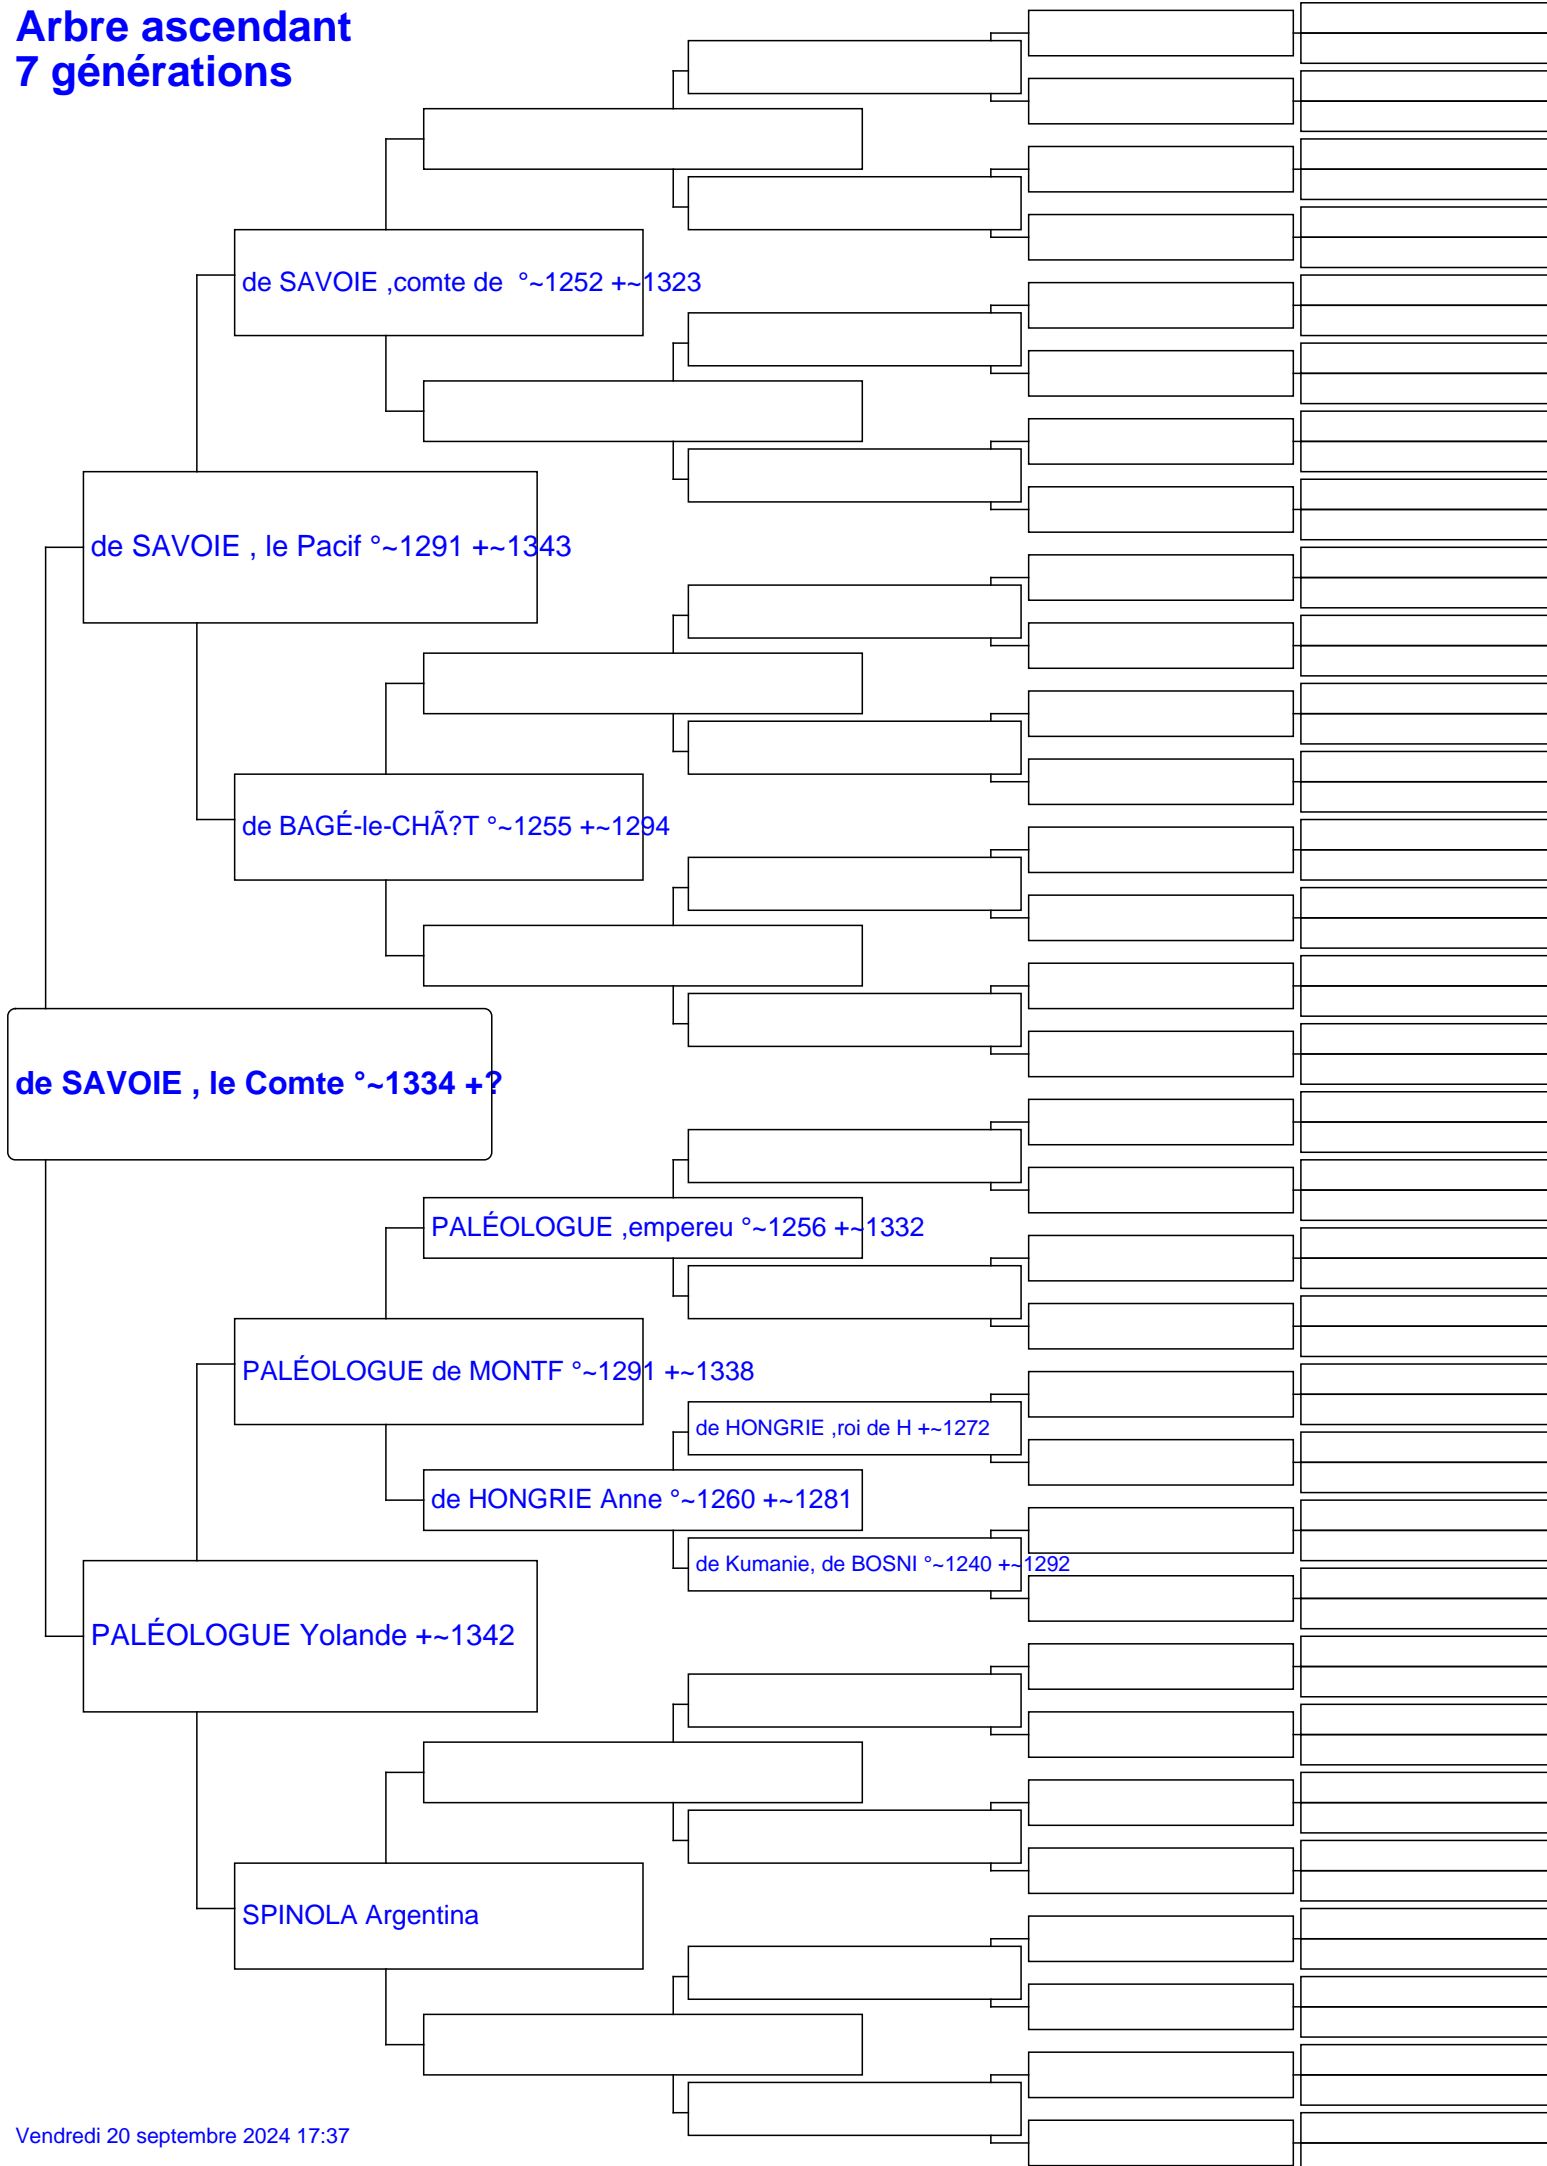 Arbre ascendant
7 générations
de SAVOIE ,comte de  °~1252 +~1323
de SAVOIE , le Pacif °~1291 +~1343
de BAGÉ-le-CHÃ?T °~1255 +~1294
de SAVOIE , le Comte °~1334 +?
PALÉOLOGUE ,empereu °~1256 +~1332
PALÉOLOGUE de MONTF °~1291 +~1338
de HONGRIE ,roi de H +~1272
de HONGRIE Anne °~1260 +~1281
de Kumanie, de BOSNI °~1240 +~1292
PALÉOLOGUE Yolande +~1342
SPINOLA Argentina
Vendredi 20 septembre 2024 17:37